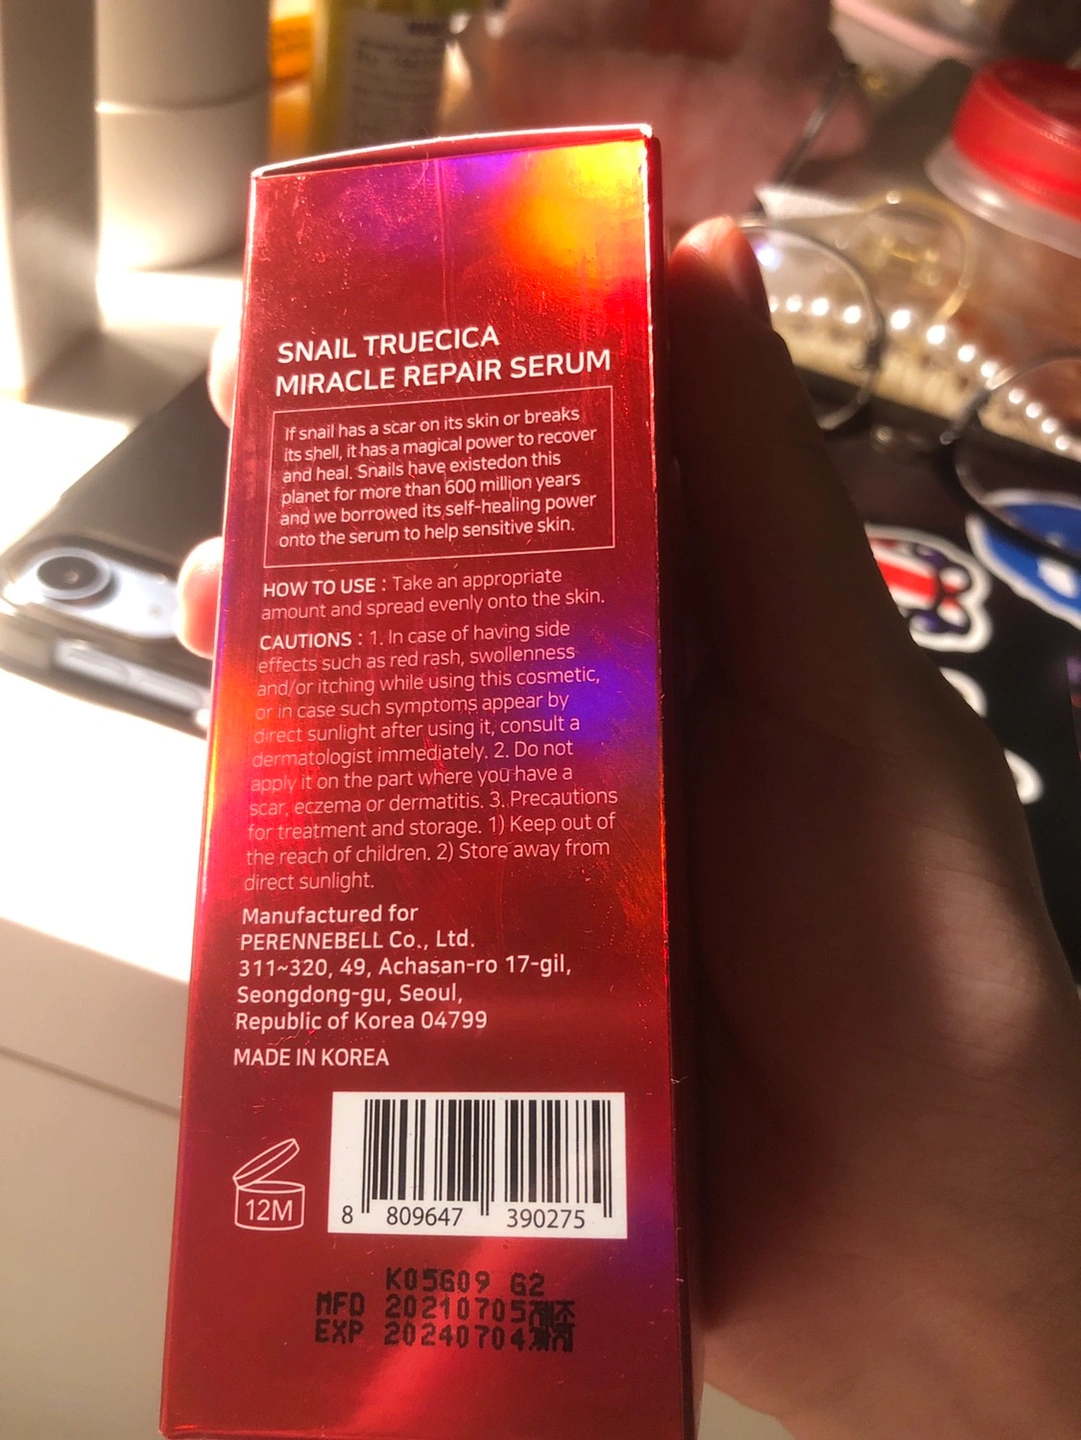 SNAIL TRUECICA
MIRACLE REPAIR SERUM
If snail has a scar on its skin or breaks
its shell, it has a magical power to recover
and heal. Snails have existedon this
planet for more than 600 million years
and we borrowed its self-healing power
onto the serum to help sensitive skin.
HOW TO USE : Take an appropriate
amount and spread evenly onto the skin.
CAUTIONS : 1. In case of having side
effects such as red rash, swollenness
and/or itching while using this cosmetic,
or in case such symptoms appear by
direct sunlight after using it, consult a
dermatologist immediately. 2. Do not
apply it on the part where you have a
scar, eczema or dermatitis. 3. Precautions
for treatment and storage. 1) Keep out of
the reach of children. 2) Store away from
direct sunlight.
Manufactured for
PERENNEBELL Co., Ltd.
311~320, 49, Achasan-ro 17-gil,
Seongdong-gu, Seoul,
Republic of Korea 04799
MADE IN KOREA
12M
8 809647 390275
K05G09 G2
MFD 20210705제조
EXP 20240704까지